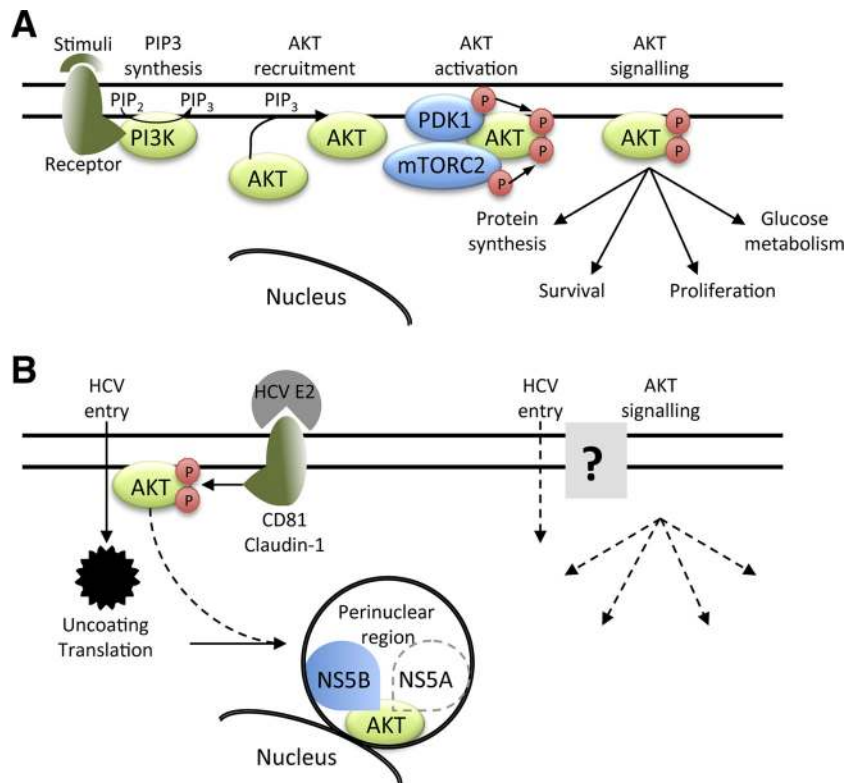 A
Stimuli
PIP3
synthesis
AKT
recruitment
AKT
activation
AKT
signalling
PIP2
PIP3
PI3K
Receptor
PIP3
AKT
AKT
PDK1
P
AKT
P
P
mTORC2
P
AKT
P
P
Protein
synthesis
Survival
Proliferation
Glucose
metabolism
Nucleus
B
HCV
entry
HCV E2
HCV
entry
AKT
signalling
?
AKT
P
P
CD81
Claudin-1
Uncoating
Translation
Perinuclear
region
NS5B
NS5A
AKT
Nucleus